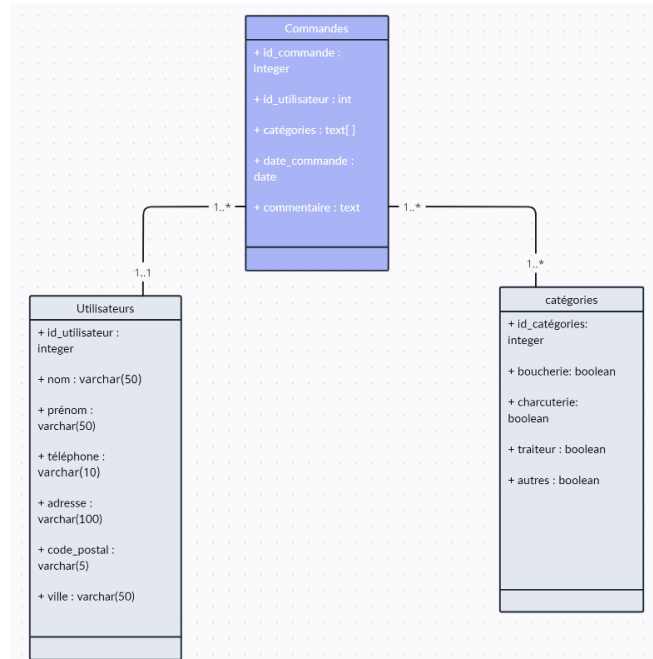 Commandes
+ id_commande :
integer
+ id_utilisateur : int
+ catégories : text[ ]
+ date_commande :
date
+ commentaire : text
1..*
1..*
1..1
1..*
Utilisateurs
+ id_utilisateur :
integer
+ nom : varchar(50)
+ prénom :
varchar(50)
+ téléphone :
varchar(10)
+ adresse :
varchar(100)
+ code_postal :
varchar(5)
+ ville : varchar(50)
catégories
+ id_catégories:
integer
+ boucherie: boolean
+ charcuterie:
boolean
+ traiteur : boolean
+ autres : boolean